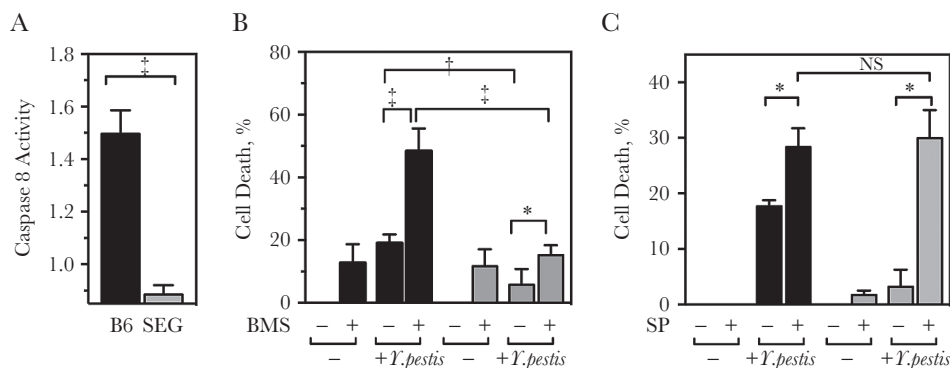 A B C
1.8
1.6
1.4
1.2
1.0
Caspase 8 Activity
‡
B6 SEG
80
60
40
20
0
Cell Death, %
†
‡ ‡
*
BMS – + – + – + – +
– +Y.pestis – +Y.pestis
40
30
20
10
0
Cell Death, %
NS
* *
SP – + – + – + – +
– +Y.pestis – +Y.pestis